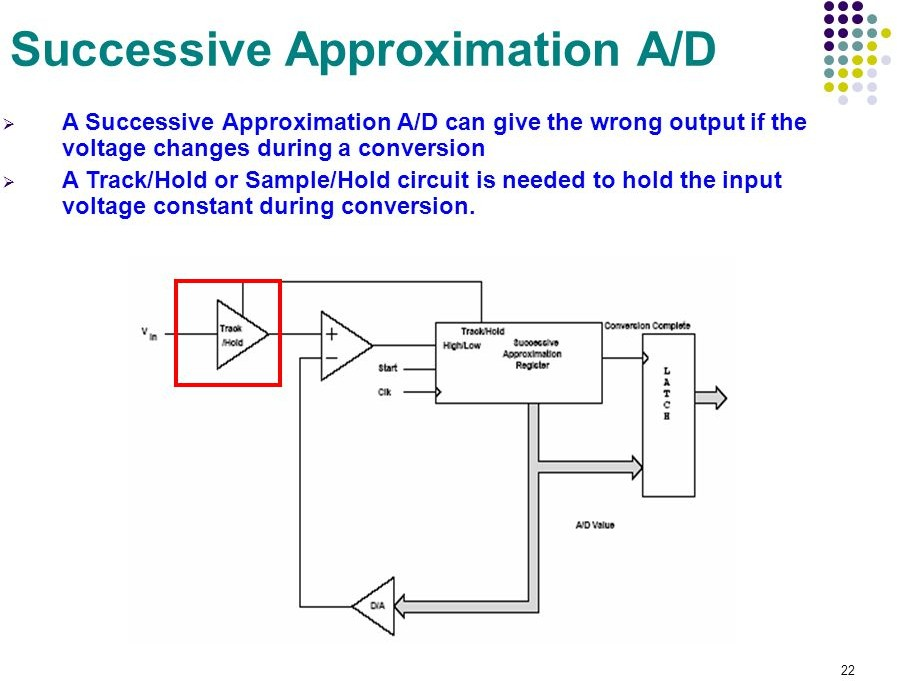 Successive Approximation A/D
A Successive Approximation A/D can give the wrong output if the
voltage changes during a conversion
A Track/Hold or Sample/Hold circuit is needed to hold the input
voltage constant during conversion.
V in
Track
/Hold
+
−
Track/Hold
High/Low
Successive
Approximation
Register
Start
Clk
Conversion Complete
L
A
T
C
H
A/D Value
D/A
22